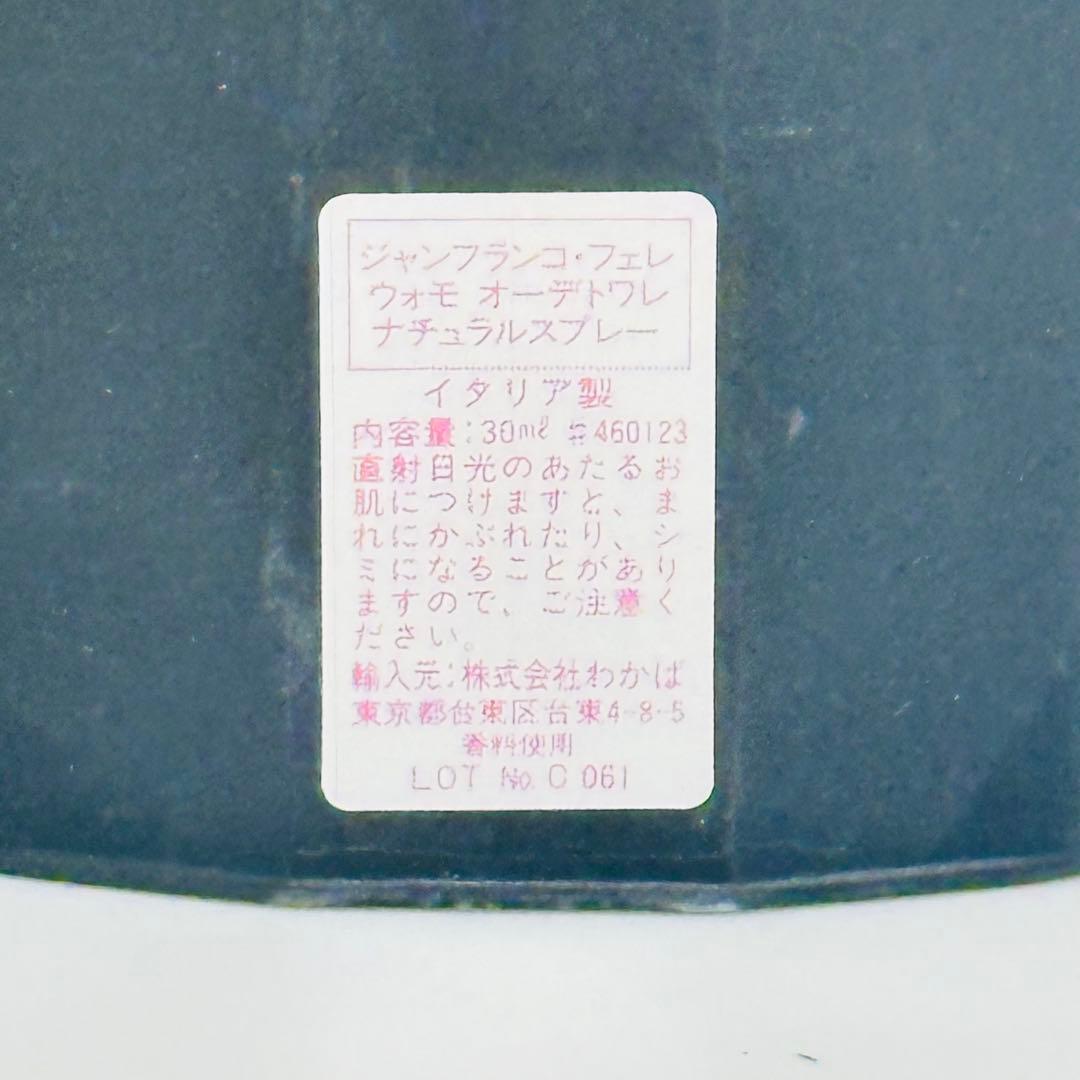 ジャンフランコ・フェレ
ウォモ オーデトワレ
ナチュラルスプレー
イタリア製
内容量:30mℓ #460123
直射日光のあたるお
肌につけますと、ま
れにかぶれたり、シ
ミになることがあり
ますので、ご注意く
ださい。
輸入元:株式会社わかば
東京都台東区台東4-8-5
香料使用
LOT No. C 061